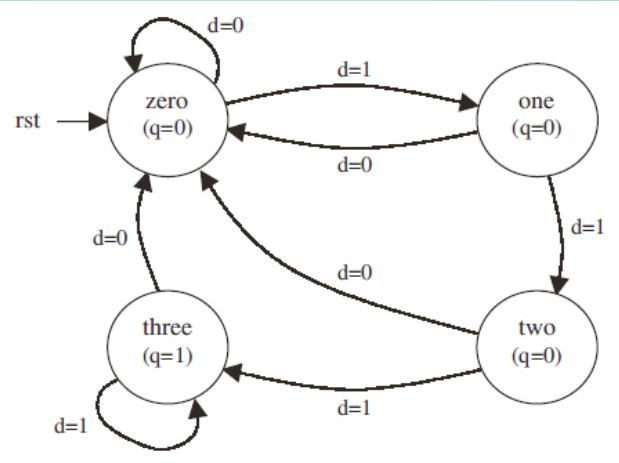 d=0
d=1
rst
zero
(q=0)
one
(q=0)
d=0
d=1
d=0
d=0
three
(q=1)
two
(q=0)
d=1
d=1